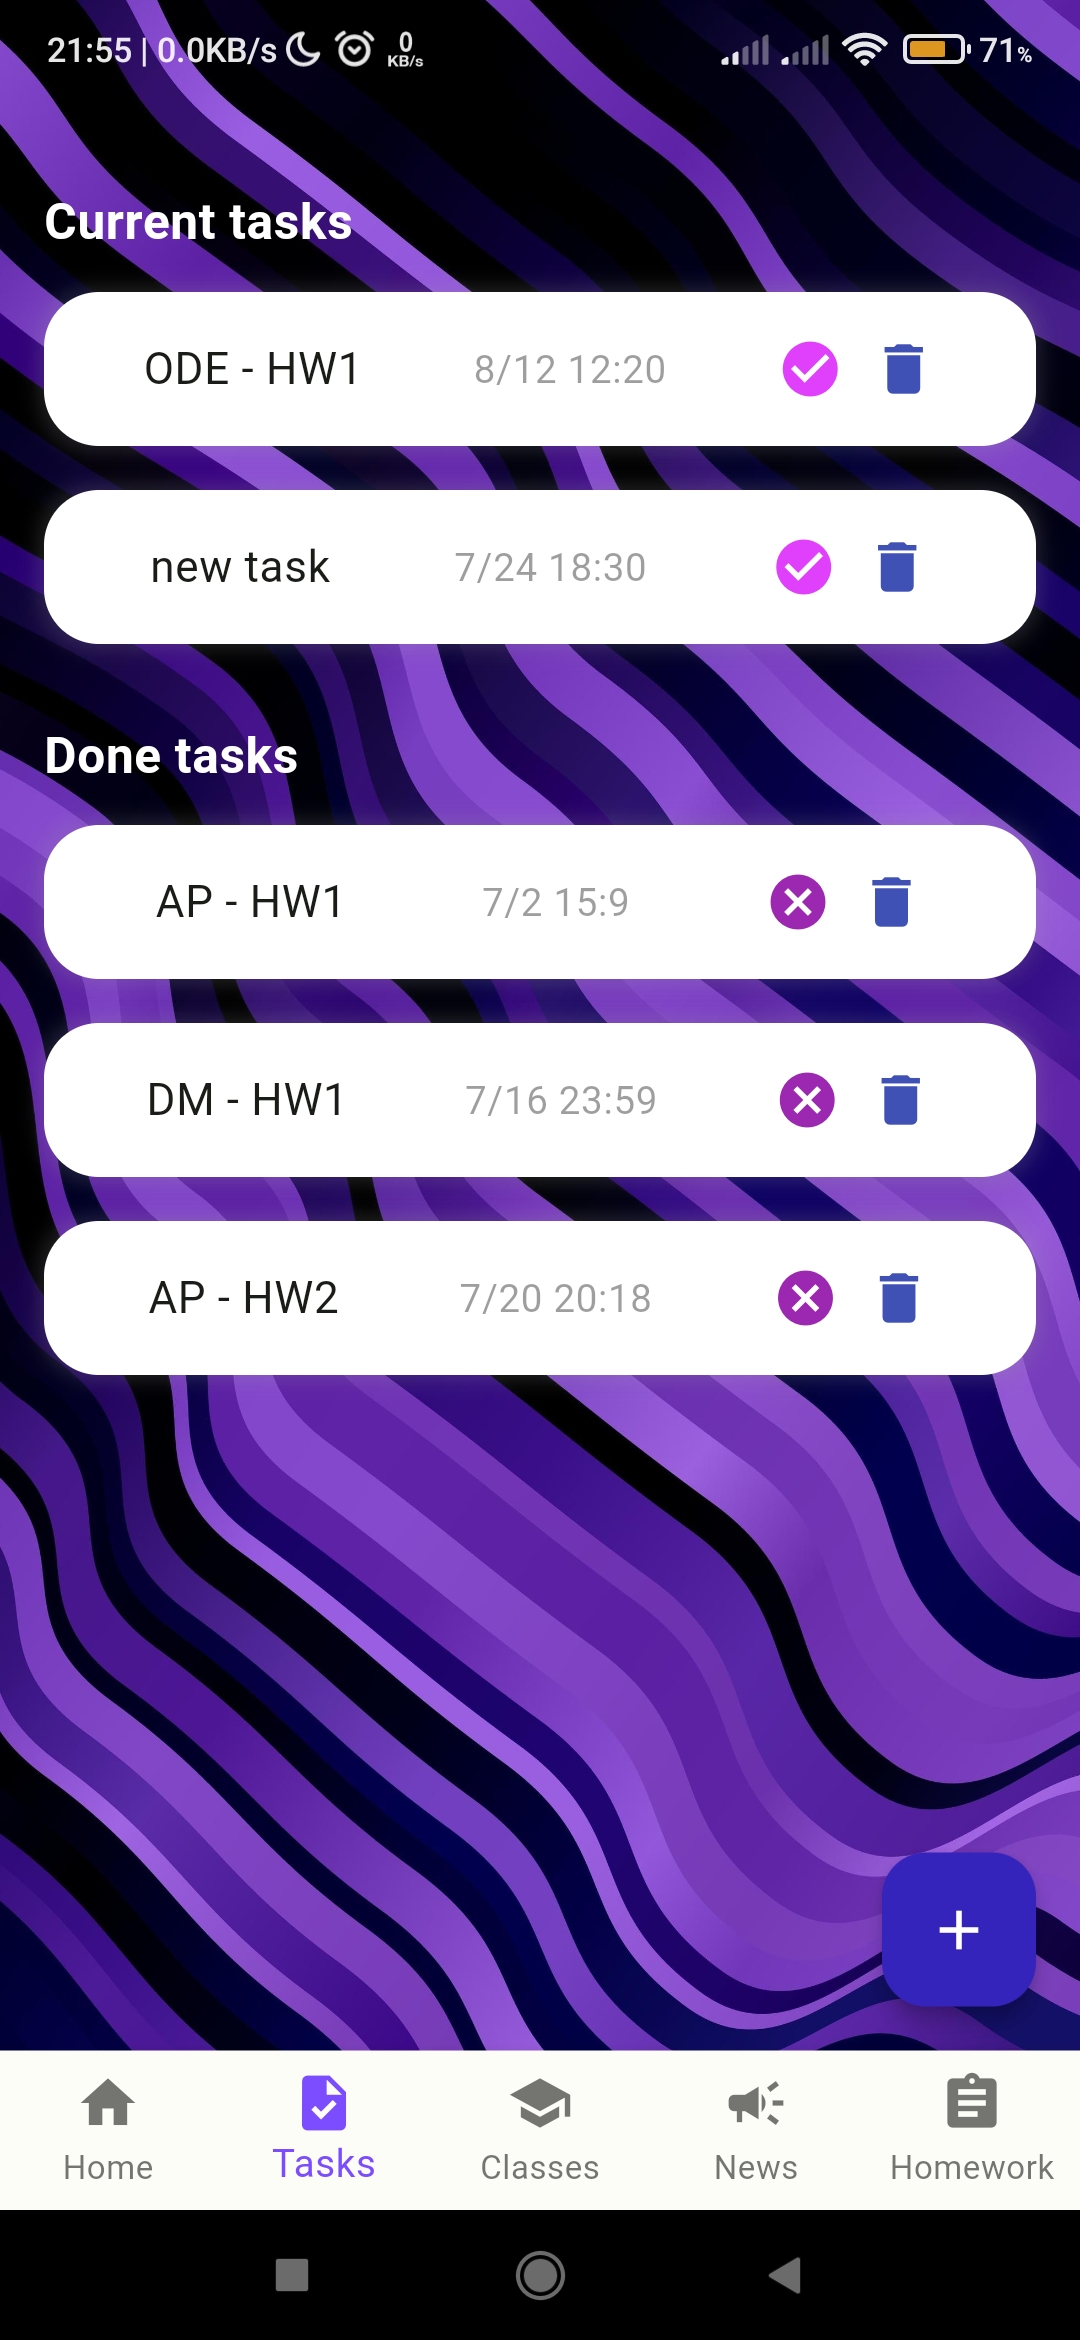 21:55 | 0.0KB/s 0 KB/s 71%
Current tasks
ODE - HW1 8/12 12:20
new task 7/24 18:30
Done tasks
AP - HW1 7/2 15:9
DM - HW1 7/16 23:59
AP - HW2 7/20 20:18
+
Home Tasks Classes News Homework